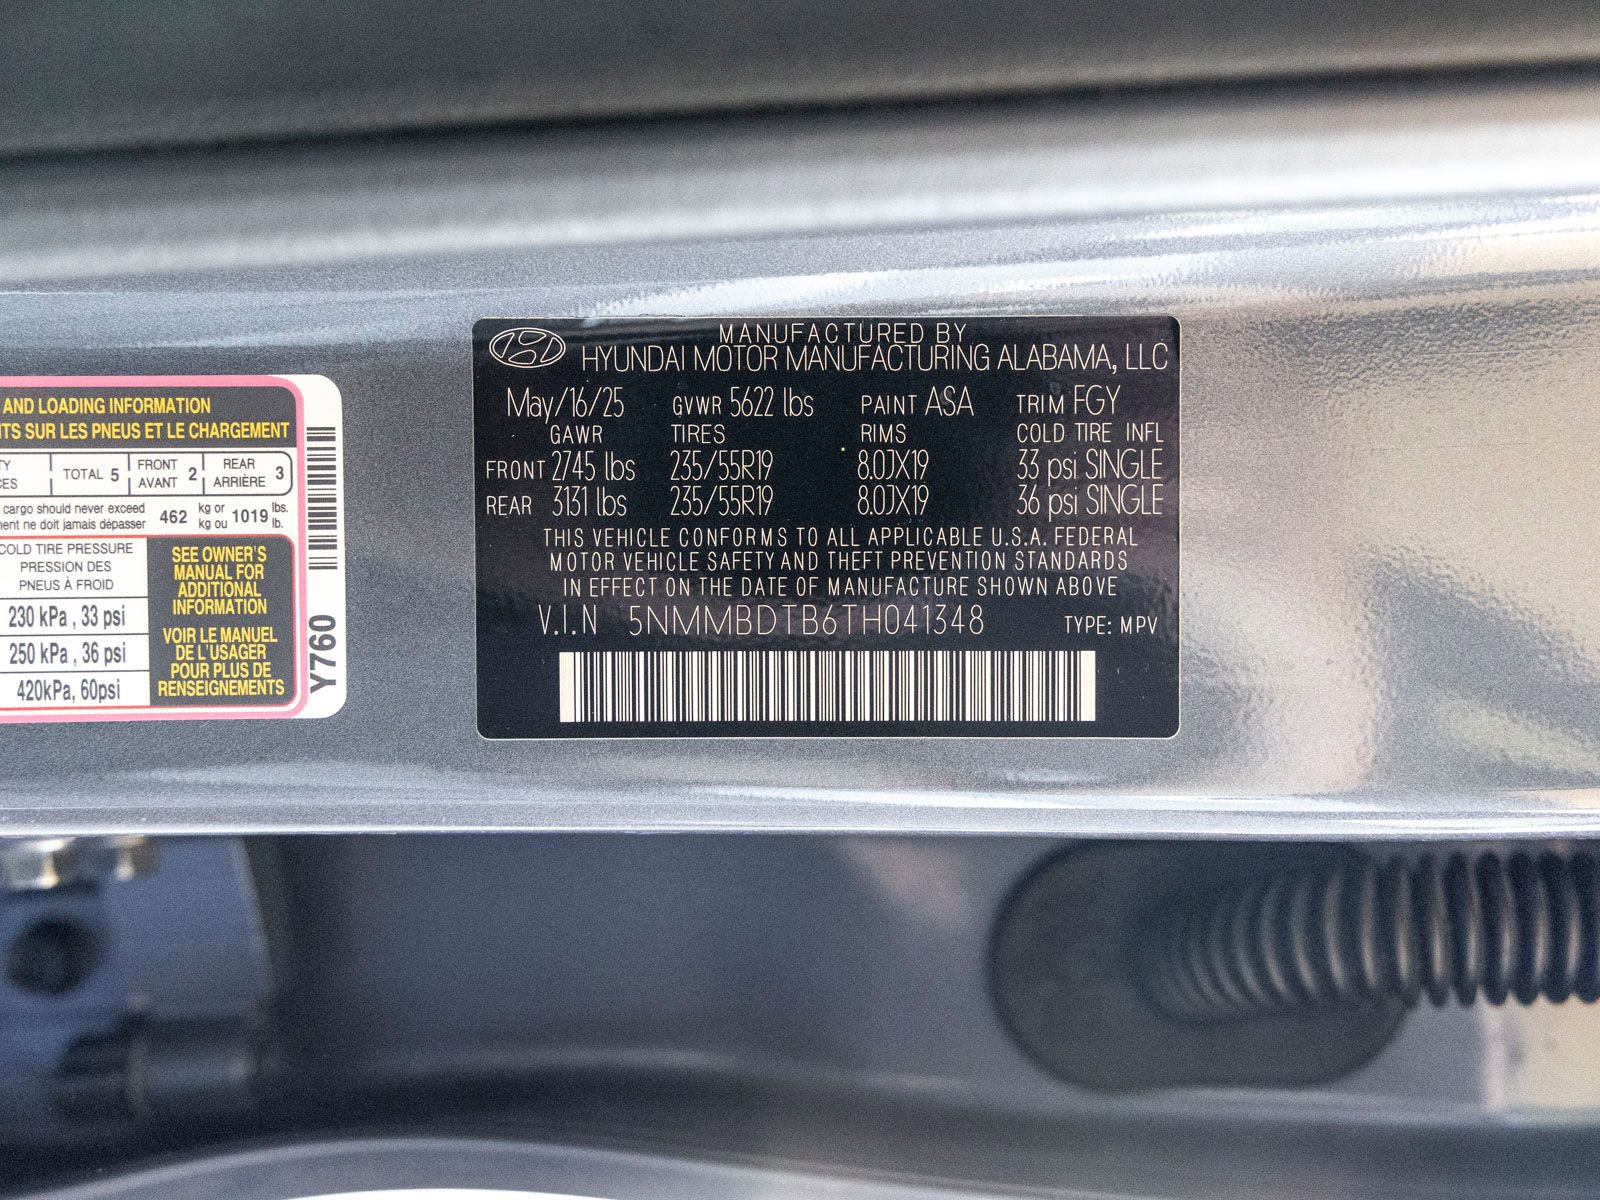 AND LOADING INFORMATION
TS SUR LES PNEUS ET LE CHARGEMENT
TOTAL 5
FRONT
AVANT 2
REAR
ARRIÈRE 3
cargo should never exceed
ent ne doit jamais dépasser
462 kg or
kg ou 1019 lbs.
lb.
COLD TIRE PRESSURE
PRESSION DES
PNEUS À FROID
230 kPa , 33 psi
250 kPa , 36 psi
420kPa, 60psi
SEE OWNER'S
MANUAL FOR
ADDITIONAL
INFORMATION
VOIR LE MANUEL
DE L'USAGER
POUR PLUS DE
RENSEIGNEMENTS
Y760
MANUFACTURED BY
HYUNDAI MOTOR MANUFACTURING ALABAMA, LLC
May/16/25 GVWR 5622 lbs PAINT ASA TRIM FGY
GAWR TIRES RIMS COLD TIRE INFL
FRONT 2745 lbs 235/55R19 8.0JX19 33 psi SINGLE
REAR 3131 lbs 235/55R19 8.0JX19 36 psi SINGLE
THIS VEHICLE CONFORMS TO ALL APPLICABLE U.S.A. FEDERAL
MOTOR VEHICLE SAFETY AND THEFT PREVENTION STANDARDS
IN EFFECT ON THE DATE OF MANUFACTURE SHOWN ABOVE
V.I.N 5NMMBDTB6TH041348 TYPE: MPV